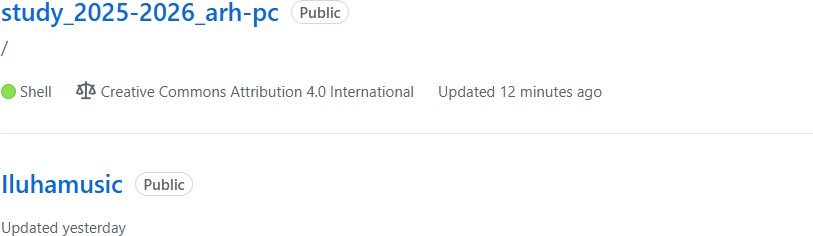 study_2025-2026_arh-pc Public
/
Shell Creative Commons Attribution 4.0 International Updated 12 minutes ago
Iluhamusic Public
Updated yesterday